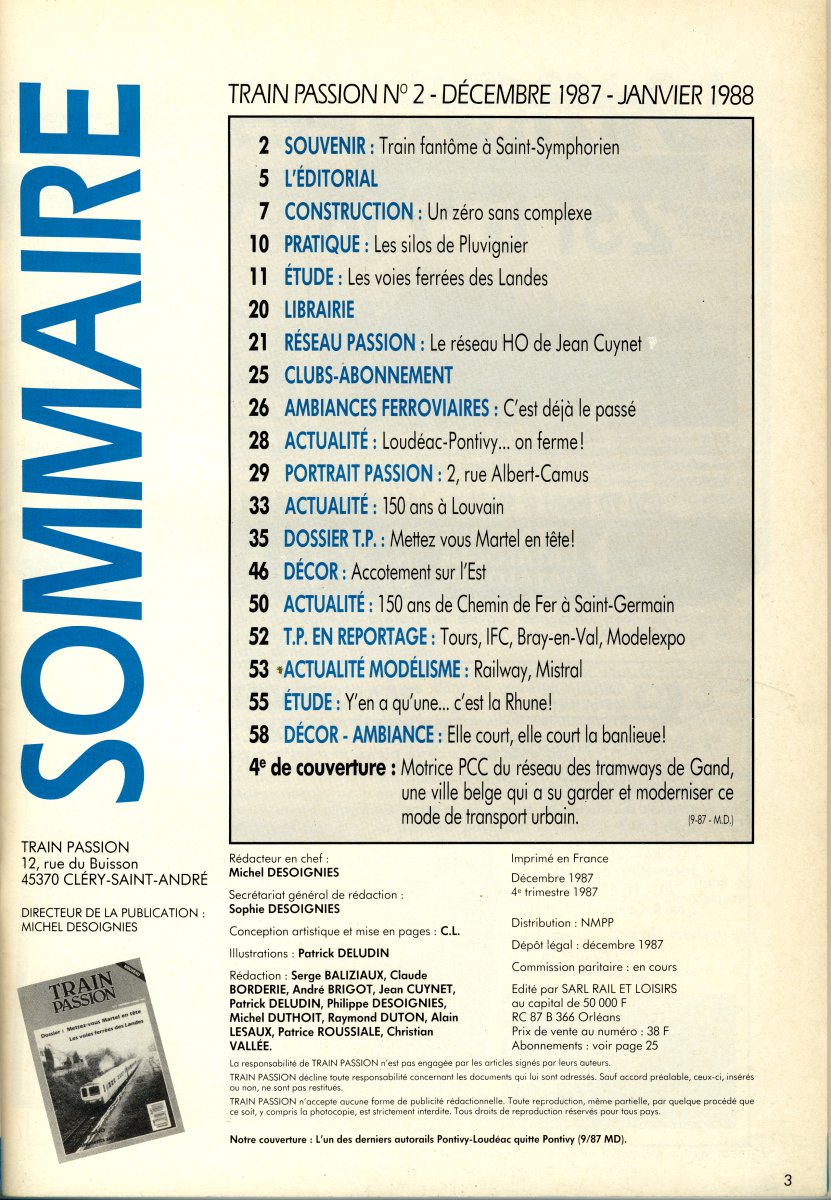 SOMMAIRE
TRAIN PASSION N° 2 - DÉCEMBRE 1987 - JANVIER 1988
2 SOUVENIR : Train fantôme à Saint-Symphorien
5 L'ÉDITORIAL
7 CONSTRUCTION : Un zéro sans complexe
10 PRATIQUE : Les silos de Pluvignier
11 ÉTUDE : Les voies ferrées des Landes
20 LIBRAIRIE
21 RÉSEAU PASSION : Le réseau HO de Jean Cuynet
25 CLUBS-ABONNEMENT
26 AMBIANCES FERROVIAIRES : C'est déjà le passé
28 ACTUALITÉ : Loudéac-Pontivy... on ferme!
29 PORTRAIT PASSION : 2, rue Albert-Camus
33 ACTUALITÉ : 150 ans à Louvain
35 DOSSIER T.P. : Mettez vous Martel en tête!
46 DÉCOR : Accotement sur l'Est
50 ACTUALITÉ : 150 ans de Chemin de Fer à Saint-Germain
52 T.P. EN REPORTAGE : Tours, IFC, Bray-en-Val, Modelexpo
53 ACTUALITÉ MODÉLISME : Railway, Mistral
55 ÉTUDE : Y'en a qu'une... c'est la Rhune!
58 DÉCOR - AMBIANCE : Elle court, elle court la banlieue!
4e de couverture : Motrice PCC du réseau des tramways de Gand,
une ville belge qui a su garder et moderniser ce
mode de transport urbain. (9-87 - M.D.)
TRAIN PASSION
12, rue du Buisson
45370 CLÉRY-SAINT-ANDRÉ
DIRECTEUR DE LA PUBLICATION :
MICHEL DESOIGNIES
TRAIN
PASSION
Dossier : Mettez-vous Martel en tête
Les voies ferrées des Landes
Rédacteur en chef :
Michel DESOIGNIES
Secrétariat général de rédaction :
Sophie DESOIGNIES
Conception artistique et mise en pages : C.L.
Illustrations : Patrick DELUDIN
Rédaction : Serge BALIZIAUX, Claude
BORDERIE, André BRIGOT, Jean CUYNET,
Patrick DELUDIN, Philippe DESOIGNIES,
Michel DUTHOIT, Raymond DUTON, Alain
LESAUX, Patrice ROUSSIALE, Christian
VALLÉE.
Imprimé en France
Décembre 1987
4e trimestre 1987
Distribution : NMPP
Dépôt légal : décembre 1987
Commission paritaire : en cours
Edité par SARL RAIL ET LOISIRS
au capital de 50 000 F
RC 87 B 366 Orléans
Prix de vente au numéro : 38 F
Abonnements : voir page 25
La responsabilité de TRAIN PASSION n'est pas engagée par les articles signés par leurs auteurs.
TRAIN PASSION décline toute responsabilité concernant les documents qui lui sont adressés. Sauf accord préalable, ceux-ci, insérés
ou non, ne sont pas restitués.
TRAIN PASSION n'accepte aucune forme de publicité rédactionnelle. Toute reproduction, même partielle, par quelque procédé que
ce soit, y compris la photocopie, est strictement interdite. Tous droits de reproduction réservés pour tous pays.
Notre couverture : L'un des derniers autorails Pontivy-Loudéac quitte Pontivy (9/87 MD).
3